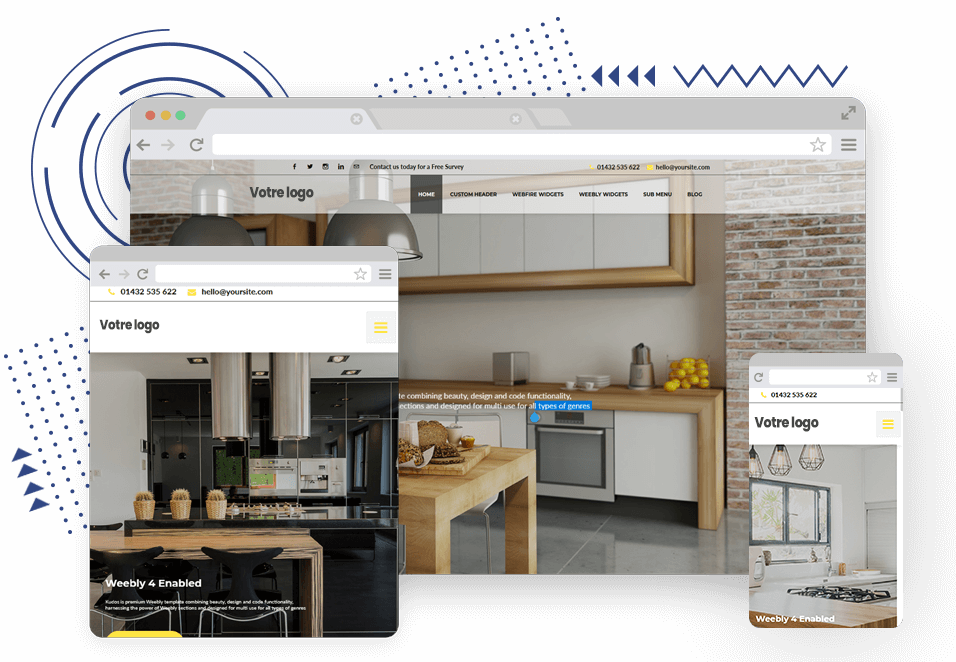 Contact us today for a Free Survey
01432 535 622
hello@yoursite.com
Votre logo
HOME CUSTOM HEADER WEBFIRE WIDGETS WEEBLY WIDGETS SUB MENU BLOG
te combining beauty, design and code functionality,
ections and designed for multi use for all types of genres
01432 535 622 hello@yoursite.com
Votre logo
Weebly 4 Enabled
Kudos is premium Weebly template combining beauty, design and code functionality,
harnessing the power of Weebly sections and designed for multi use for all types of genres
01432 535 622
Votre logo
Weebly 4 Enabled